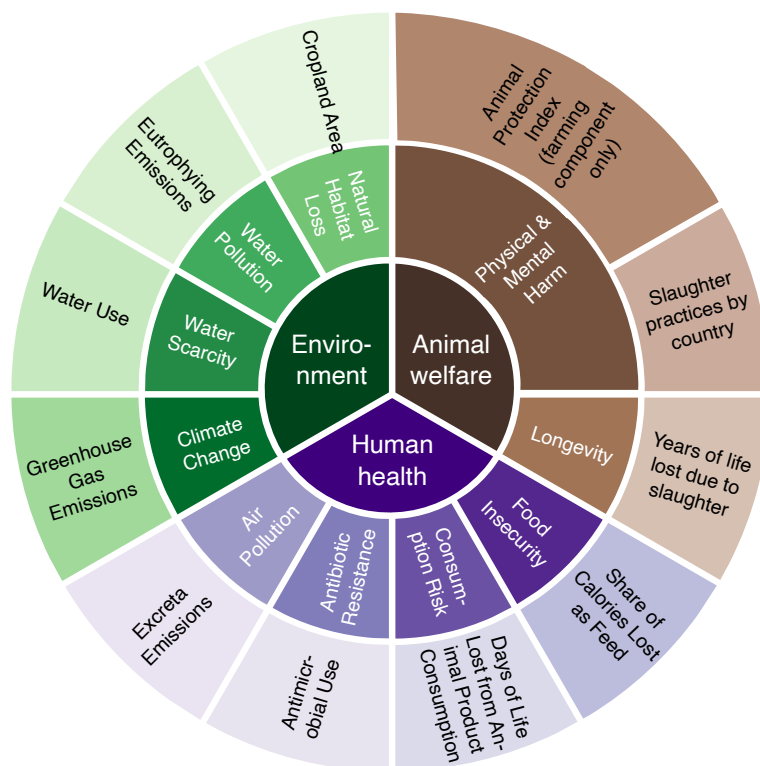 Enviro-
nment
Animal
welfare
Human
health
Natural
Habitat
Loss
Water
Pollution
Water
Scarcity
Climate
Change
Physical &
Mental
Harm
Longevity
Food
Insecurity
Consum-
ption Risk
Antibiotic
Resistance
Air
Pollution
Cropland Area
Eutrophying
Emissions
Water Use
Greenhouse
Gas
Emissions
Animal
Protection
Index
(farming
component
only)
Slaughter
practices by
country
Years of life
lost due to
slaughter
Share of
Calories Lost
as Feed
Days of Life
Lost from An-
imal Product
Consumption
Antimicr-
obial Use
Excreta
Emissions